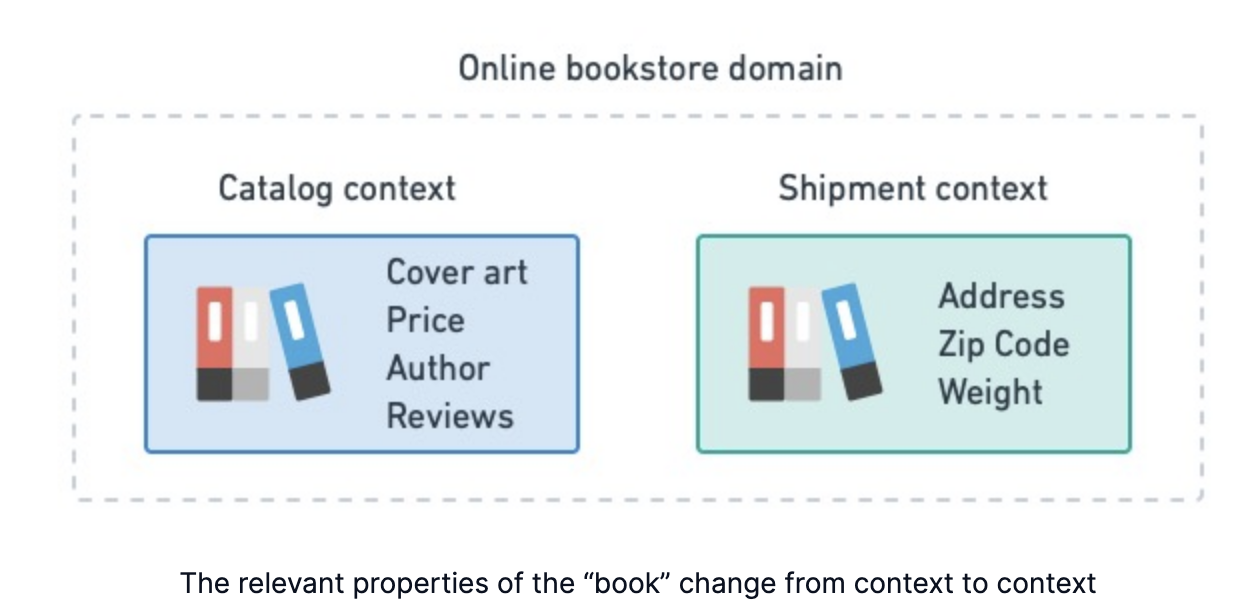 Online bookstore domain
Catalog context
Cover art
Price
Author
Reviews
Shipment context
Address
Zip Code
Weight
The relevant properties of the “book” change from context to context